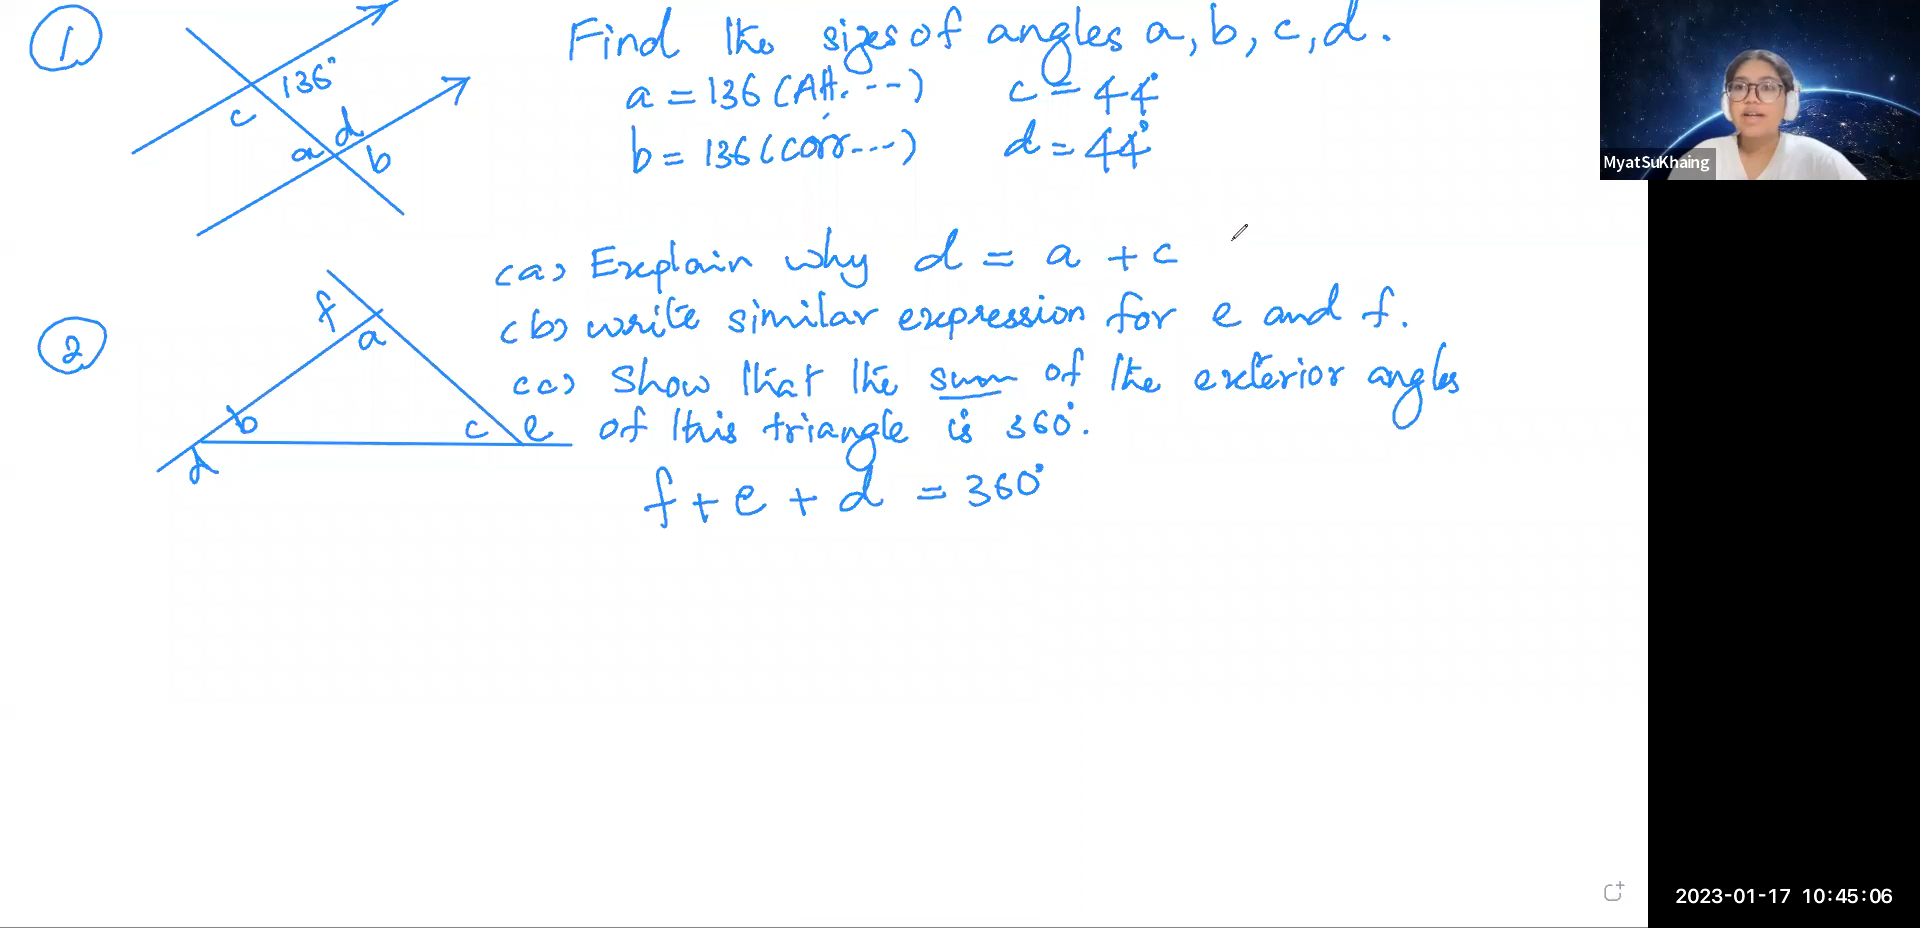 1
Find the sizes of angles a, b, c, d.
136°
c
a
d
b
a = 136 (Alt. ---)
c = 44°
b = 136 (corr ---)
d = 44°
2
f
a
b
c
e
d
(a) Explain why d = a + c
(b) write similar expression for e and f.
(c) Show that the sum of the exterior angles
of this triangle is 360°.
f + e + d = 360°
MyatSuKhaing
2023-01-17 10:45:06